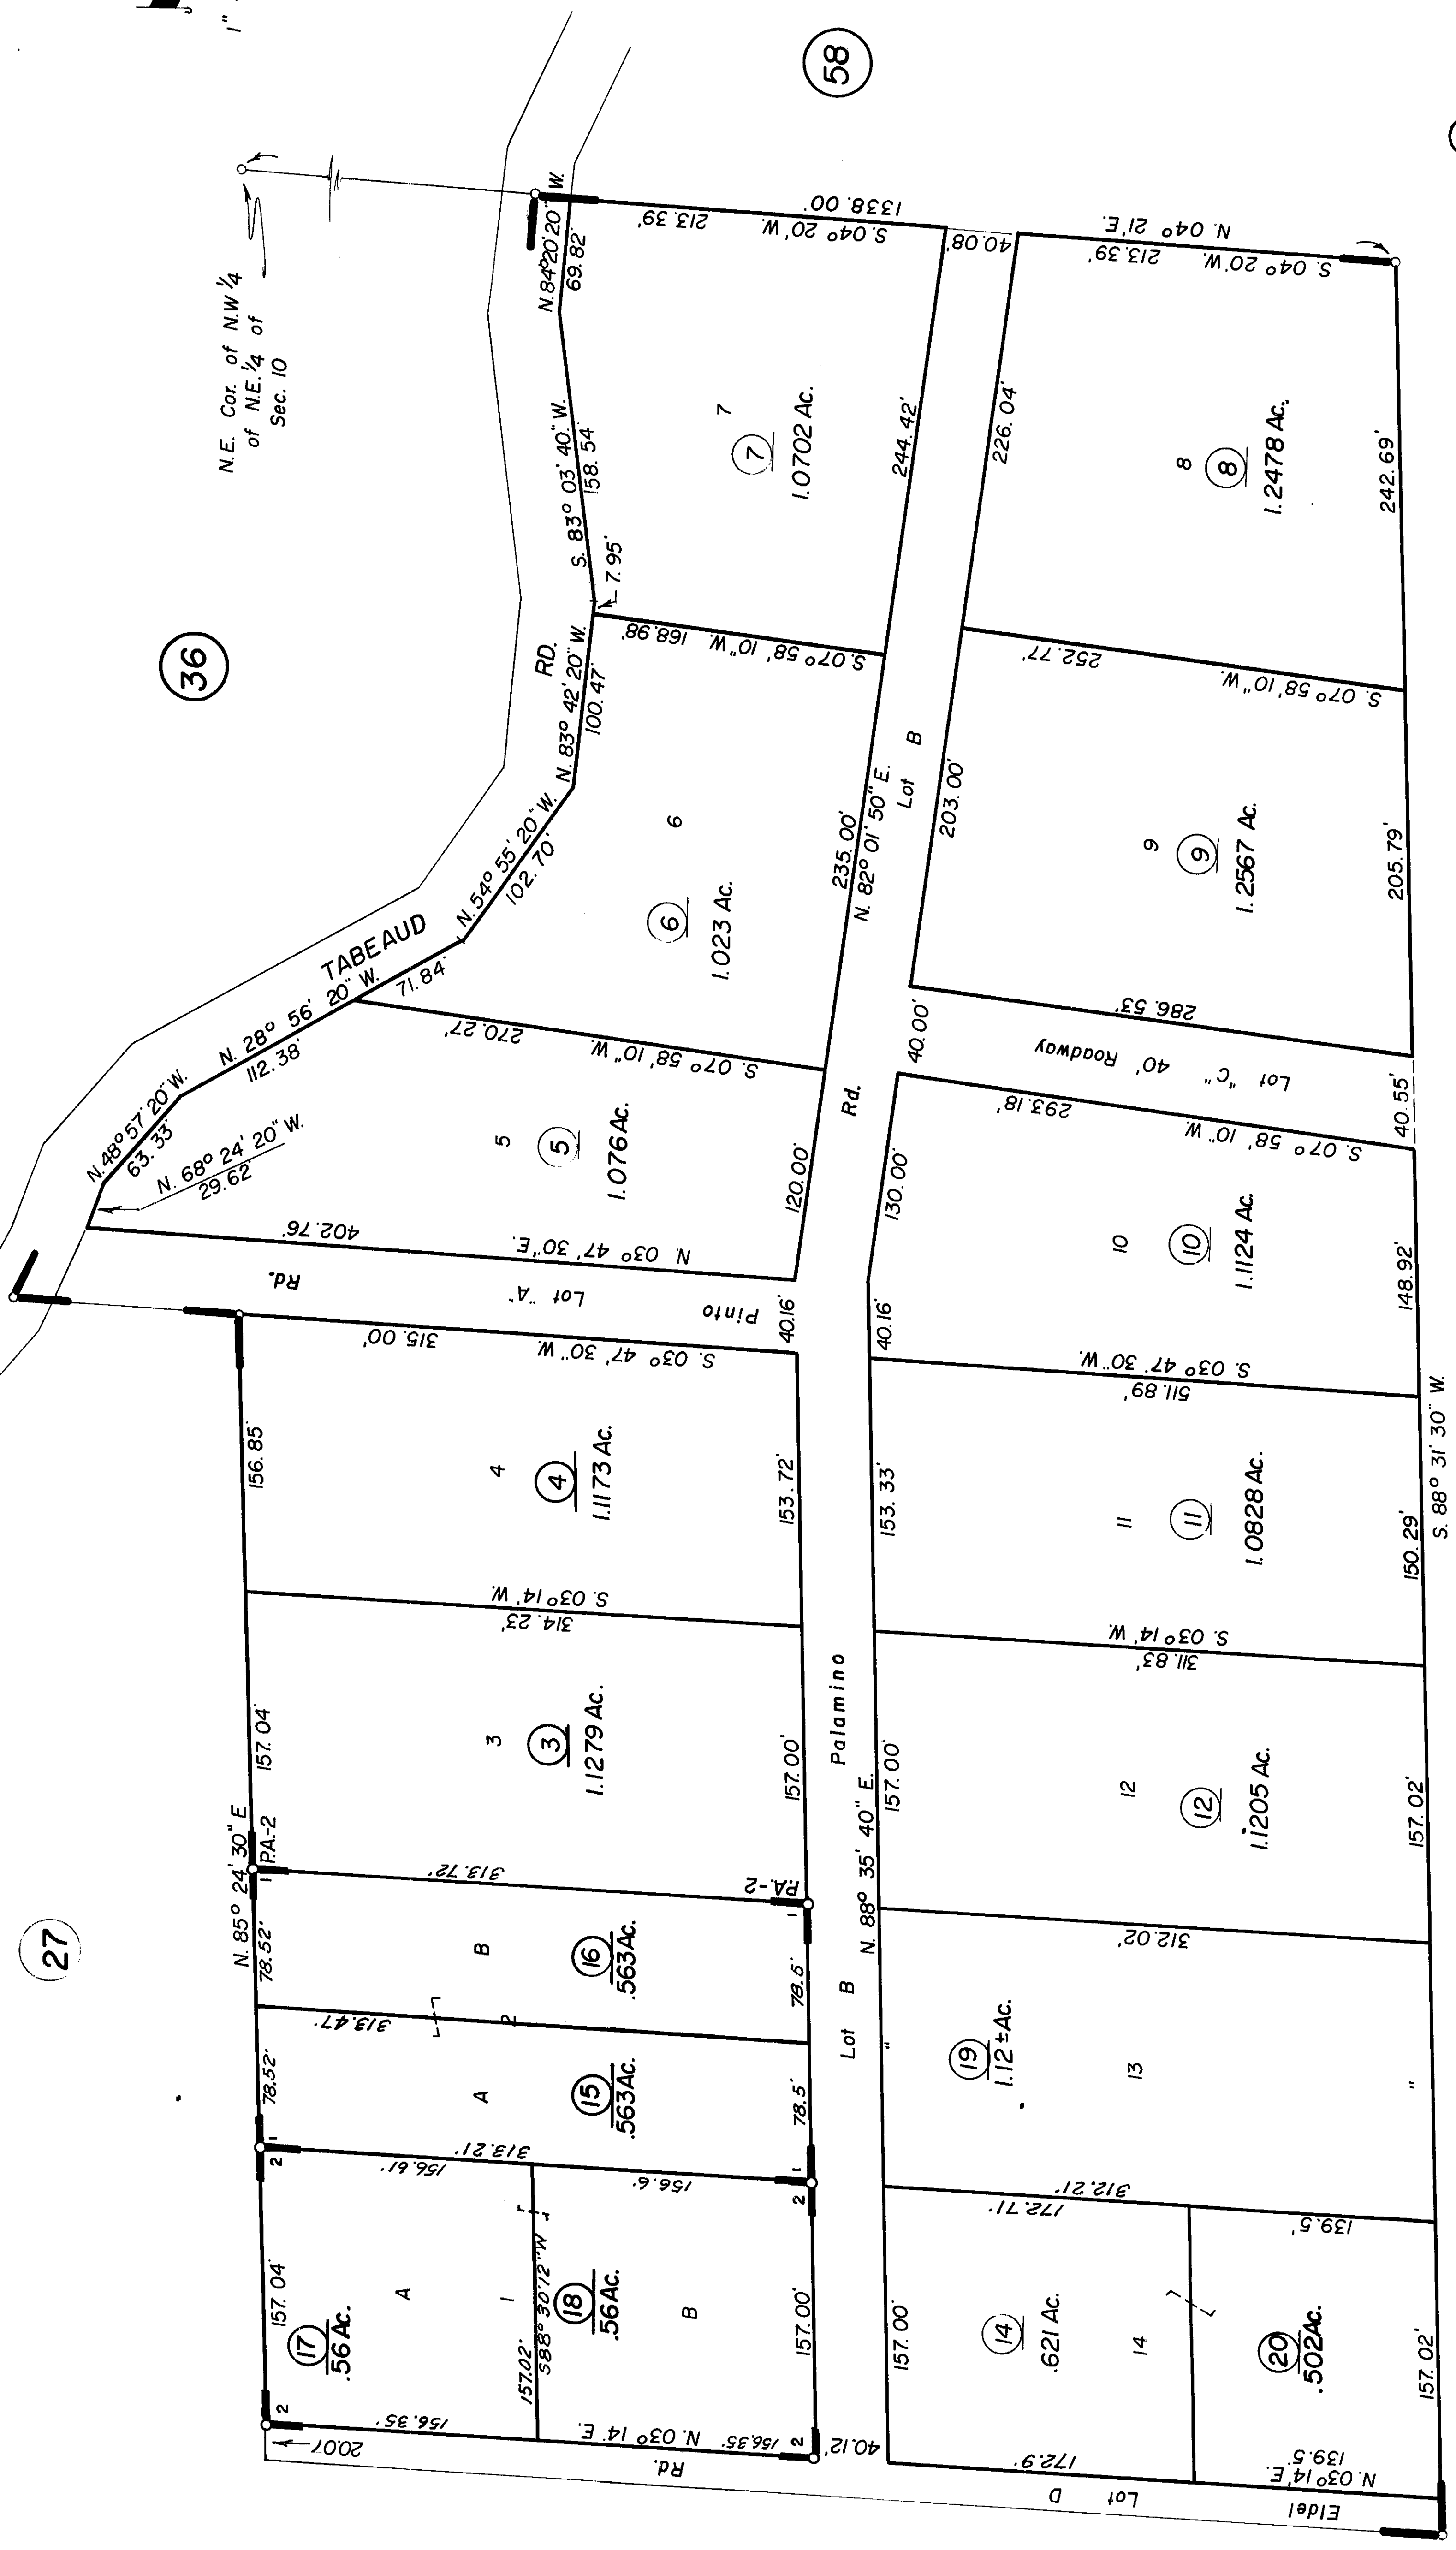 1"
58
36
27
N.E. Cor. of N.W 1/4
of N.E. 1/4 of
Sec. 10
TABEAUD
RD.
N. 84° 20' 20" W.
69.82'
S. 83° 03' 40" W.
158.54'
7.95'
N. 83° 42' 20" W.
100.47'
N. 54° 55' 20" W.
102.70'
71.84'
N. 28° 56' 20" W.
112.38'
N. 48° 57' 20" W.
63.33'
N. 68° 24' 20" W.
29.62'
1338.00'
N. 04° 21' E.
213.39'
S. 04° 20' W.
40.08'
213.39'
S. 04° 20' W.
7
7
1.0702 Ac.
244.42'
S. 07° 58' 10" W. 168.98'
6
6
1.023 Ac.
235.00'
N. 82° 01' 50" E.
270.27'
S. 07° 58' 10" W.
5
5
1.076 Ac.
120.00'
402.76'
N. 03° 47' 30" E.
Pinto
Lot "A"
Rd.
40.16'
315.00'
S. 03° 47' 30" W.
156.85'
4
4
1.1173 Ac.
153.72'
S. 03° 14' W.
314.23'
157.04'
3
3
1.1279 Ac.
157.00'
N. 85° 24' 30" E
P.A.-2
1
313.72'
P.A.-2
1
78.52'
B
16
.563 Ac.
78.5'
313.47'
2
78.52'
A
15
.563 Ac.
78.5'
1
2
313.21'
156.61'
156.6'
1
2
157.04'
17
.56 Ac.
A
1
157.02'
S88° 30' 12" W
18
.56 Ac.
B
157.00'
2
156.35'
N. 03° 14' E.
156.35'
2
20.07'
Rd.
40.12'
Palamino
Rd.
Lot B
N. 88° 35' 40" E.
Lot B
226.04'
8
8
1.2478 Ac.
242.69'
252.77'
S. 07° 58' 10" W.
203.00'
9
9
1.2567 Ac.
205.79'
286.53'
40.00'
Lot "C" 40' Roadway
40.55'
293.18'
S. 07° 58' 10" W.
130.00'
40.16'
10
10
1.1124 Ac.
148.92'
S. 03° 47' 30" W.
511.89'
153.33'
11
11
1.0828 Ac.
150.29'
S. 88° 31' 30" W.
S. 03° 14' W.
311.83'
157.00'
12
12
1.1205 Ac.
157.02'
312.02'
"
19
1.12±Ac.
13
"
312.21'
172.71'
139.5'
157.00'
14
.621 Ac.
14
20
.502 Ac.
157.02'
172.9'
139.5'
N. 03° 14' E.
Eldel
Lot D